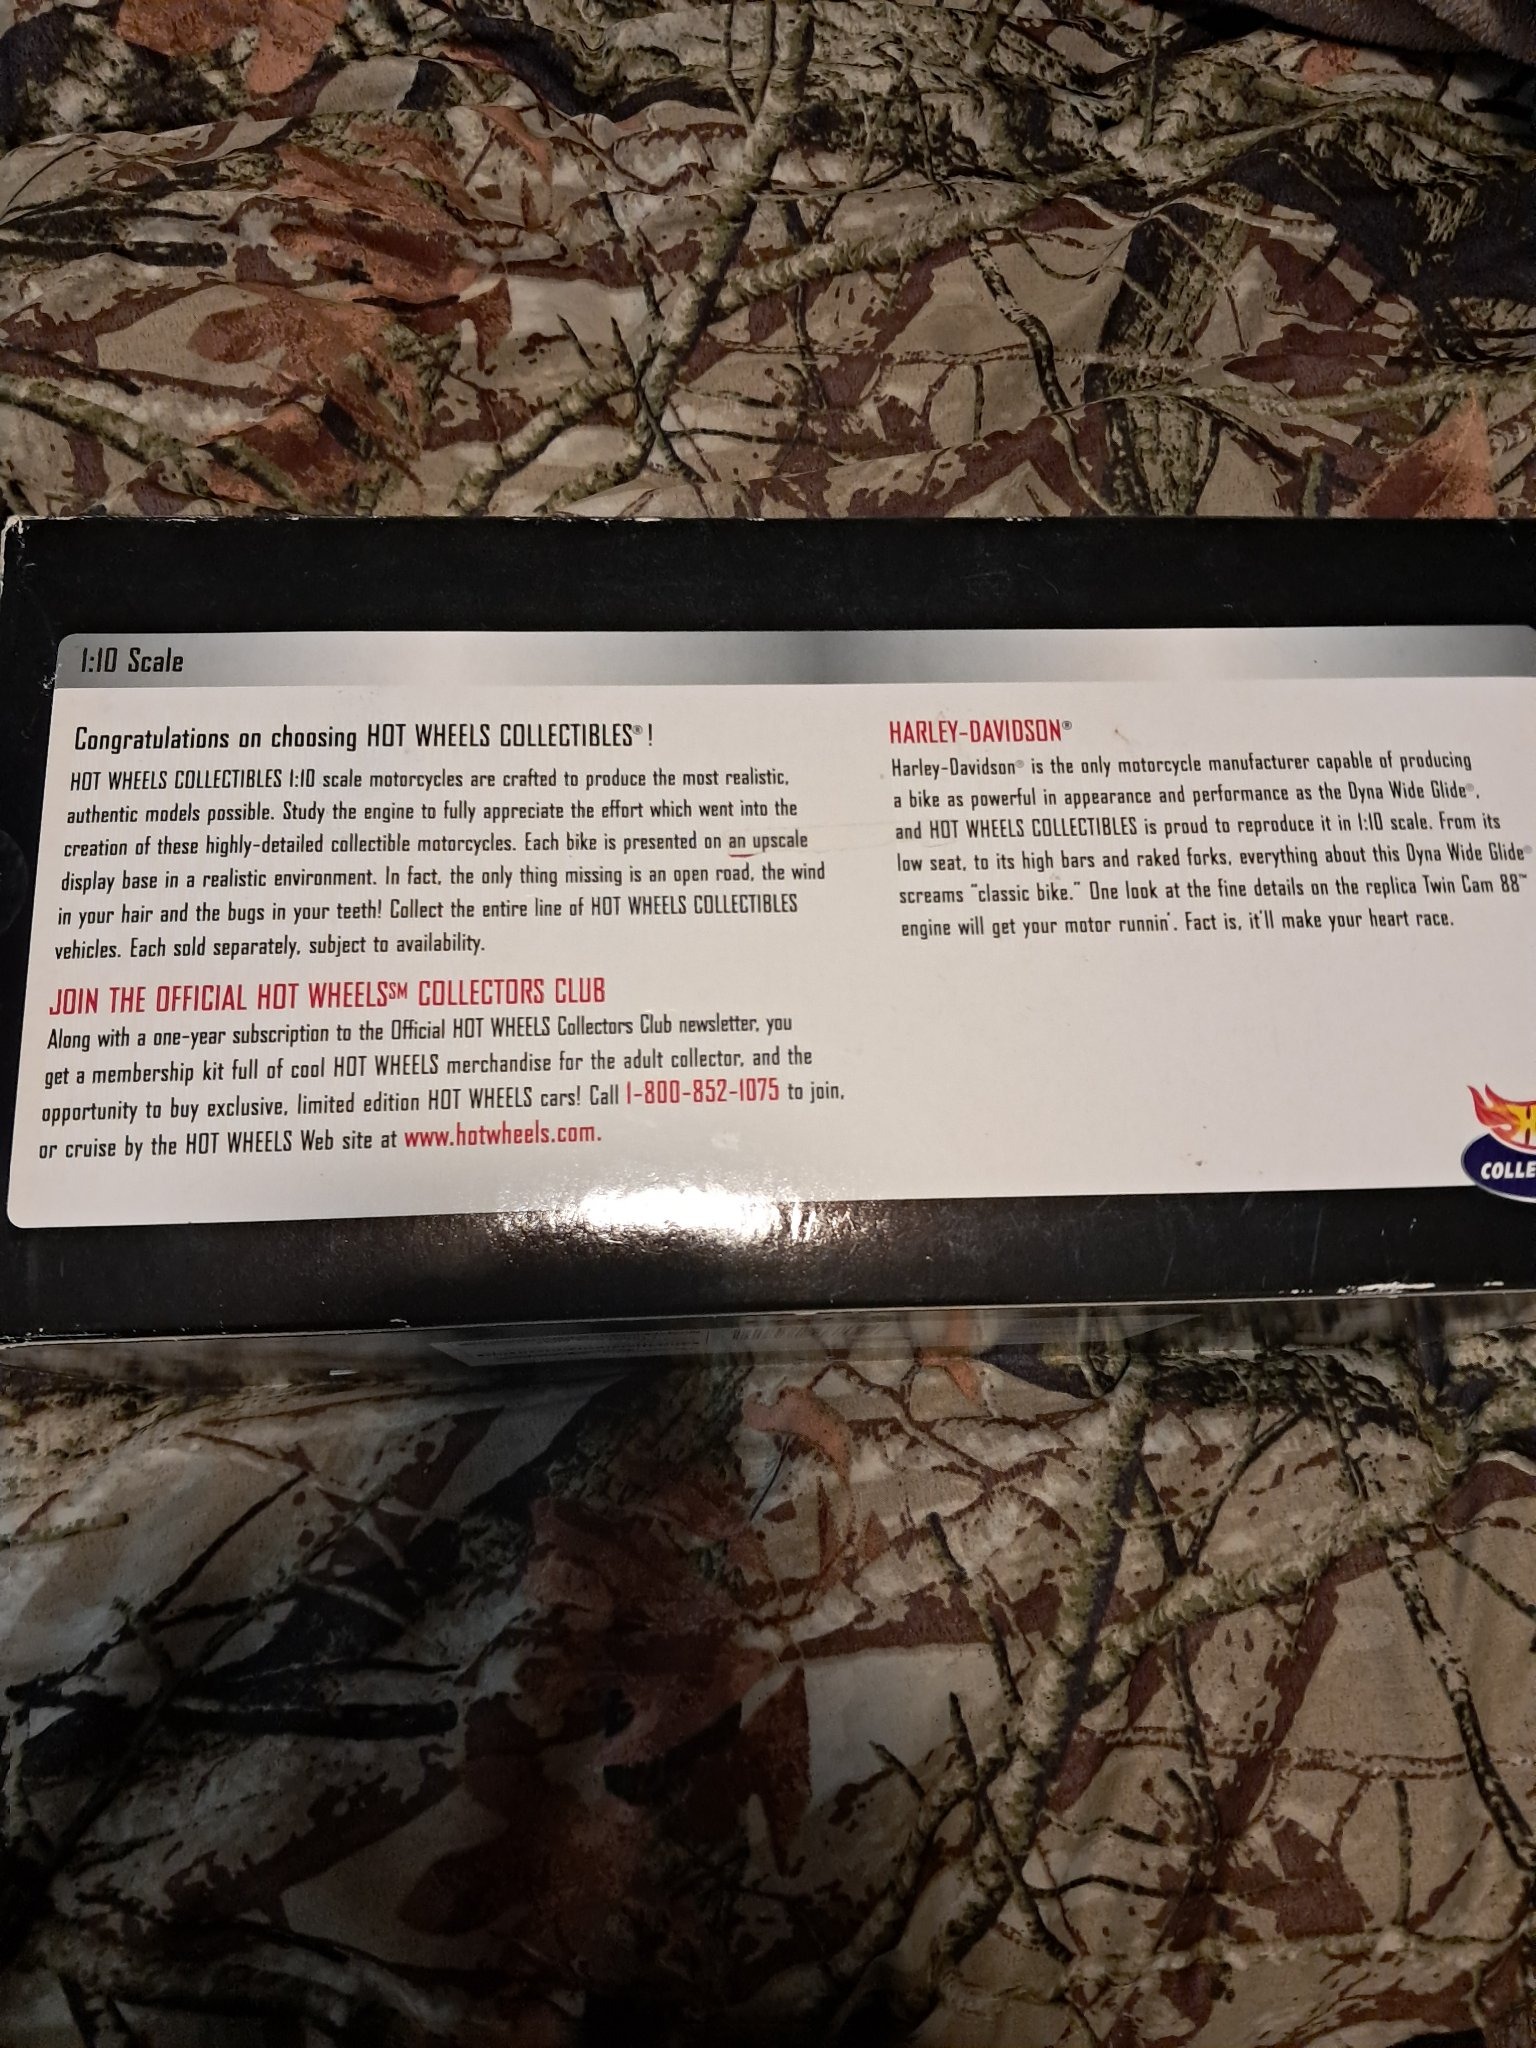 1:10 Scale
Congratulations on choosing HOT WHEELS COLLECTIBLES®!
HOT WHEELS COLLECTIBLES 1:10 scale motorcycles are crafted to produce the most realistic,
authentic models possible. Study the engine to fully appreciate the effort which went into the
creation of these highly-detailed collectible motorcycles. Each bike is presented on an upscale
display base in a realistic environment. In fact, the only thing missing is an open road, the wind
in your hair and the bugs in your teeth! Collect the entire line of HOT WHEELS COLLECTIBLES
vehicles. Each sold separately, subject to availability.
JOIN THE OFFICIAL HOT WHEELS℠ COLLECTORS CLUB
Along with a one-year subscription to the Official HOT WHEELS Collectors Club newsletter, you
get a membership kit full of cool HOT WHEELS merchandise for the adult collector, and the
opportunity to buy exclusive, limited edition HOT WHEELS cars! Call 1-800-852-1075 to join,
or cruise by the HOT WHEELS Web site at www.hotwheels.com.
HARLEY-DAVIDSON®
Harley-Davidson® is the only motorcycle manufacturer capable of producing
a bike as powerful in appearance and performance as the Dyna Wide Glide®,
and HOT WHEELS COLLECTIBLES is proud to reproduce it in 1:10 scale. From its
low seat, to its high bars and raked forks, everything about this Dyna Wide Glide®
screams "classic bike." One look at the fine details on the replica Twin Cam 88™
engine will get your motor runnin'. Fact is, it'll make your heart race.
H
COLLE